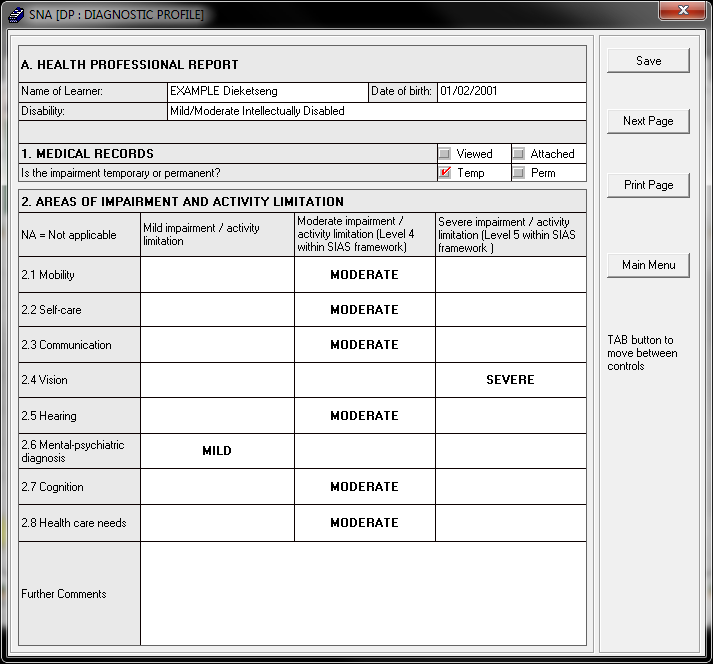 SNA [DP : DIAGNOSTIC PROFILE]
A. HEALTH PROFESSIONAL REPORT
Name of Learner: EXAMPLE Dieketseng Date of birth: 01/02/2001
Disability: Mild/Moderate Intellectually Disabled
1. MEDICAL RECORDS Viewed Attached
Is the impairment temporary or permanent? Temp Perm
2. AREAS OF IMPAIRMENT AND ACTIVITY LIMITATION
NA = Not applicable
Mild impairment / activity
limitation
Moderate impairment /
activity limitation (Level 4
within SIAS framework)
Severe impairment / activity
limitation (Level 5 within SIAS
framework )
2.1 Mobility MODERATE
2.2 Self-care MODERATE
2.3 Communication MODERATE
2.4 Vision SEVERE
2.5 Hearing MODERATE
2.6 Mental-psychiatric
diagnosis
MILD
2.7 Cognition MODERATE
2.8 Health care needs MODERATE
Further Comments
Save
Next Page
Print Page
Main Menu
TAB button to
move between
controls